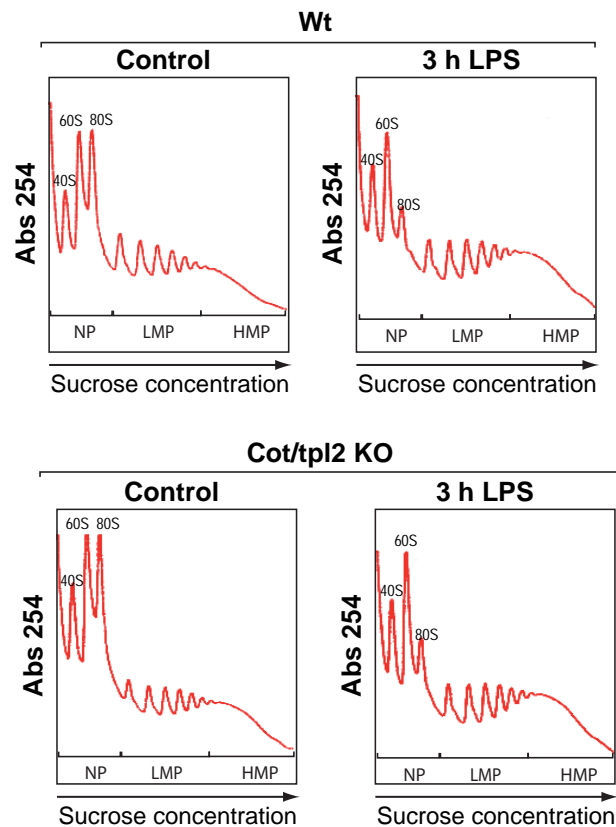 Wt
Control 3 h LPS
60S 80S 60S
40S 40S 80S
Abs 254 Abs 254
NP LMP HMP NP LMP HMP
Sucrose concentration Sucrose concentration
Cot/tpl2 KO
Control 3 h LPS
60S 80S 60S
40S 40S 80S
Abs 254 Abs 254
NP LMP HMP NP LMP HMP
Sucrose concentration Sucrose concentration